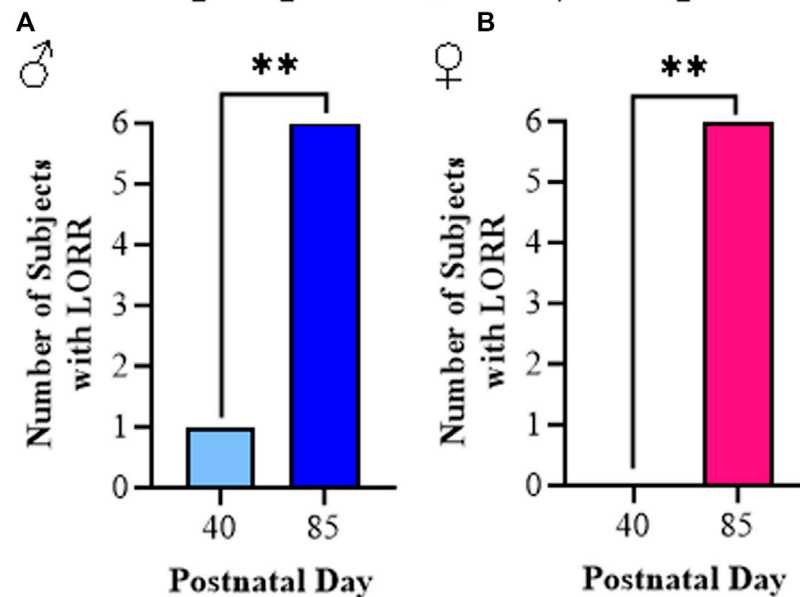 A
♂
**
6
5
4
3
2
1
0
Number of Subjects
with LORR
40 85
Postnatal Day
B
♀
**
6
5
4
3
2
1
0
Number of Subjects
with LORR
40 85
Postnatal Day